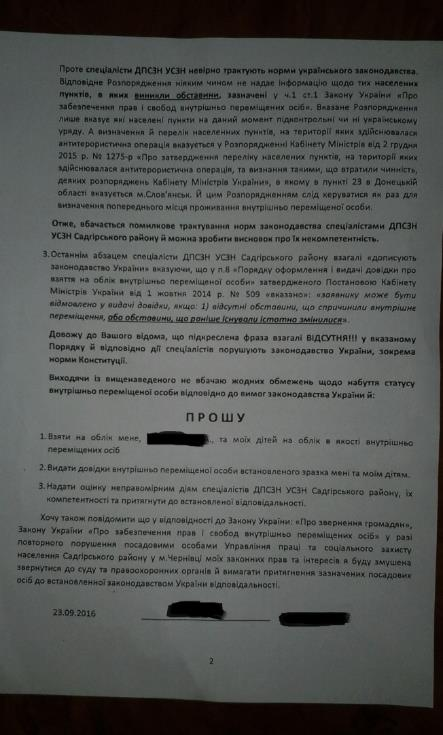 Проте спеціалісти ДПСЗН УСЗН невірно трактують норми українського законодавства.
Відповідне Розпорядження ніяким чином не надає інформацію щодо тих населених
пунктів, в яких виникли обставини, зазначені у ч.1 ст.1 Закону України «Про
забезпечення прав і свобод внутрішньо переміщених осіб». Вказане Розпорядження
лише вказує які населені пункти на даний момент підконтрольні чи ні українському
уряду. А визначення й перелік населенних пунктів, на території яких здійснювалася
антитерористична операція вказується у Розпорядженні Кабінету Міністрів від 2 грудня
2015 р. № 1275-р «Про затвердження переліку населених пунктів, на території яких
здійснювалася антитерористична операція, та визнання такими, що втратили чинність,
деяких розпоряджень Кабінету Міністрів України», в якому в пункті 23 в Донецькій
області вказується м.Слов'янськ. Й цим Розпорядженням слід керуватися як раз для
визначення попереднього місця проживання внутрішньо переміщеної особи.
Отже, вбачається помилкове трактування норм законодавства спеціалістами ДПСЗН
УСЗН Садгірського району й можна зробити висновок про їх некомпетентність.
3. Останнім абзацем спеціалісти ДПСЗН УСЗН Садгірського району взагалі «дописують
законодавство України» вказуючи, що у п.8 «Порядку оформлення і видачі довідки про
взяття на облік внутрішньо переміщеної особи» затвердженого Постановою Кабінету
Міністрів України від 1 жовтня 2014 р. № 509 «вказано»: «заявнику може бути
відмовлено у видачі довідки, якщо: 1) відсутні обставини, що спричинили внутрішнє
переміщення, або обставини, що раніше існували істотно змінилися».
Довожу до Вашого відома, що підкреслена фраза взагалі ВІДСУТНЯ!!! у вказаному
Порядку й відповідно дії спеціалістів порушують законодавство України, зокрема
норми Конституції.
Виходячи із вищенаведеного не вбачаю жодних обмежень щодо набуття статусу
внутрішньо переміщеної особи відповідно до вимог законодавства України й:
П Р О Ш У
1. Взяти на облік мене, ., та моїх дітей на облік в якості внутрішньо
переміщених осіб
2. Видати довідки внутрішньо переміщеної особи встановленого зразка мені та моїм дітям.
3. Надати оцінку неправомірним діям спеціалістів ДПСЗН УСЗН Садгірського району, їх
компетентності та притягнути до встановленої відповідальності.
Хочу також повідомити що у відповідності до Закону України: «Про звернення громадян»,
Закону України «Про забезпечення прав і свобод внутрішньо переміщених осіб» у разі
повторного порушення посадовими особами Управління праці та соціального захисту
населення Садгірського району у м.Чернівці моїх законних прав та інтересів я буду змушена
звернутися до суду та правоохоронних органів й вимагати притягнення зазначених посадових
осіб до встановленної законодавством України відповідальності.
23.09.2016
2